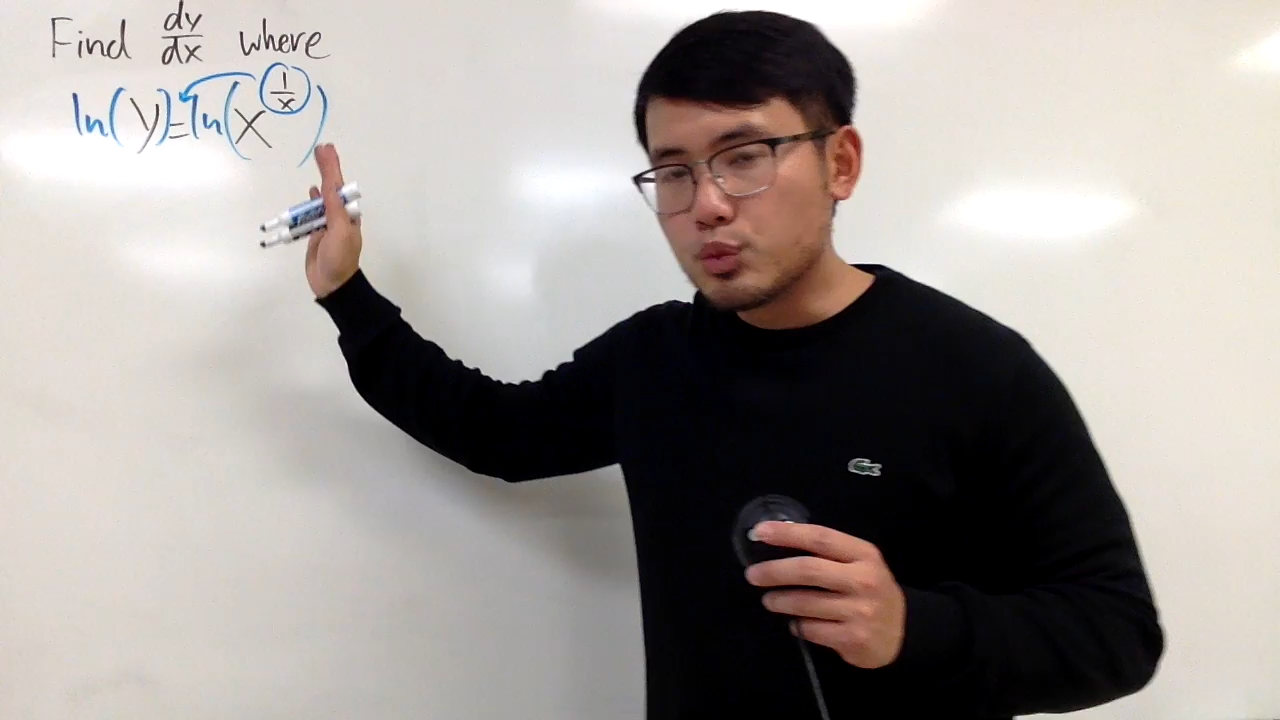 Find dy/dx where
ln(y)=ln(x^(1/x))